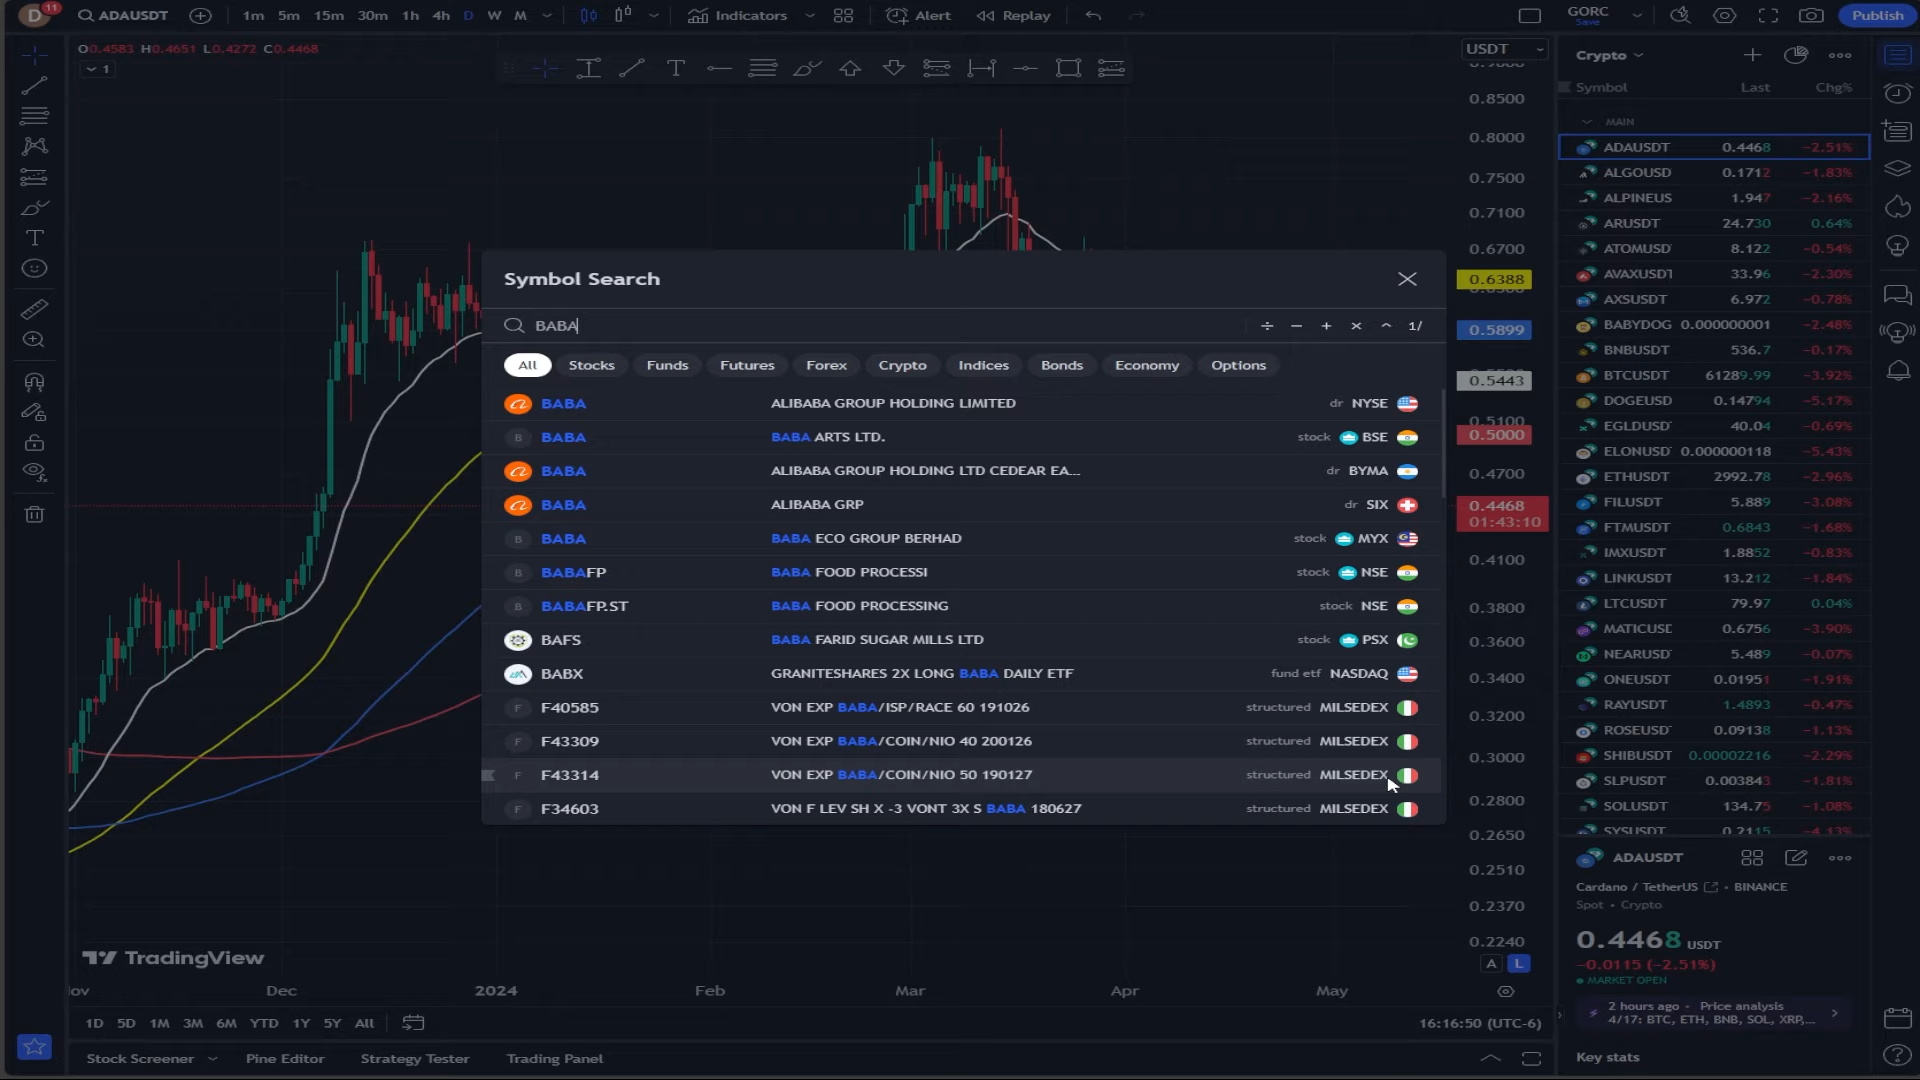 D 11 ADAUSDT 1m 5m 15m 30m 1h 4h D W M Indicators Alert Replay GORC Save Publish
O0.4583 H0.4651 L0.4272 C0.4468
1
USDT
0.8500
0.8000
0.7500
0.7100
0.6700
0.6388
0.5899
0.5443
0.5100
0.5000
0.4700
0.4468
01:43:10
0.4100
0.3800
0.3600
0.3400
0.3200
0.3000
0.2800
0.2650
0.2510
0.2370
0.2240
A L
Symbol Search
BABA 1/
All Stocks Funds Futures Forex Crypto Indices Bonds Economy Options
BABA ALIBABA GROUP HOLDING LIMITED dr NYSE
B BABA BABA ARTS LTD. stock BSE
BABA ALIBABA GROUP HOLDING LTD CEDEAR EA... dr BYMA
BABA ALIBABA GRP dr SIX
B BABA BABA ECO GROUP BERHAD stock MYX
B BABAFP BABA FOOD PROCESSI stock NSE
B BABAFP.ST BABA FOOD PROCESSING stock NSE
BAFS BABA FARID SUGAR MILLS LTD stock PSX
BABX GRANITESHARES 2X LONG BABA DAILY ETF fund etf NASDAQ
F F40585 VON EXP BABA/ISP/RACE 60 191026 structured MILSEDEX
F F43309 VON EXP BABA/COIN/NIO 40 200126 structured MILSEDEX
F F43314 VON EXP BABA/COIN/NIO 50 190127 structured MILSEDEX
F F34603 VON F LEV SH X -3 VONT 3X S BABA 180627 structured MILSEDEX
TradingView
Dec 2024 Feb Mar Apr May
1D 5D 1M 3M 6M YTD 1Y 5Y All 16:16:50 (UTC-6)
Stock Screener Pine Editor Strategy Tester Trading Panel
Crypto
Symbol Last Chg%
MAIN
ADAUSDT 0.4468 −2.51%
ALGOUSD 0.1712 −1.83%
ALPINEUS 1.947 −2.16%
ARUSDT 24.730 0.64%
ATOMUSD 8.122 −0.54%
AVAXUSDT 33.96 −2.30%
AXSUSDT 6.972 −0.78%
BABYDOG 0.000000001 −2.48%
BNBUSDT 536.7 −0.17%
BTCUSDT 61289.99 −3.92%
DOGEUSD 0.14794 −5.17%
EGLDUSD 40.04 −0.69%
ELONUSD 0.000000118 −5.43%
ETHUSDT 2992.78 −2.96%
FILUSDT 5.889 −3.08%
FTMUSDT 0.6843 −1.68%
IMXUSDT 1.8852 −0.83%
LINKUSDT 13.212 −1.84%
LTCUSDT 79.97 0.04%
MATICUSD 0.6756 −3.90%
NEARUSD 5.489 −0.07%
ONEUSDT 0.01951 −1.91%
RAYUSDT 1.4893 −0.47%
ROSEUSD 0.09138 −1.13%
SHIBUSDT 0.00002216 −2.29%
SLPUSDT 0.003843 −1.81%
SOLUSDT 134.75 −1.08%
SYSUSDT 0.2115 −4.13%
ADAUSDT
Cardano / TetherUS • BINANCE
Spot • Crypto
0.4468 USDT
−0.0115 (−2.51%)
MARKET OPEN
2 hours ago • Price analysis
4/17: BTC, ETH, BNB, SOL, XRP,...
Key stats